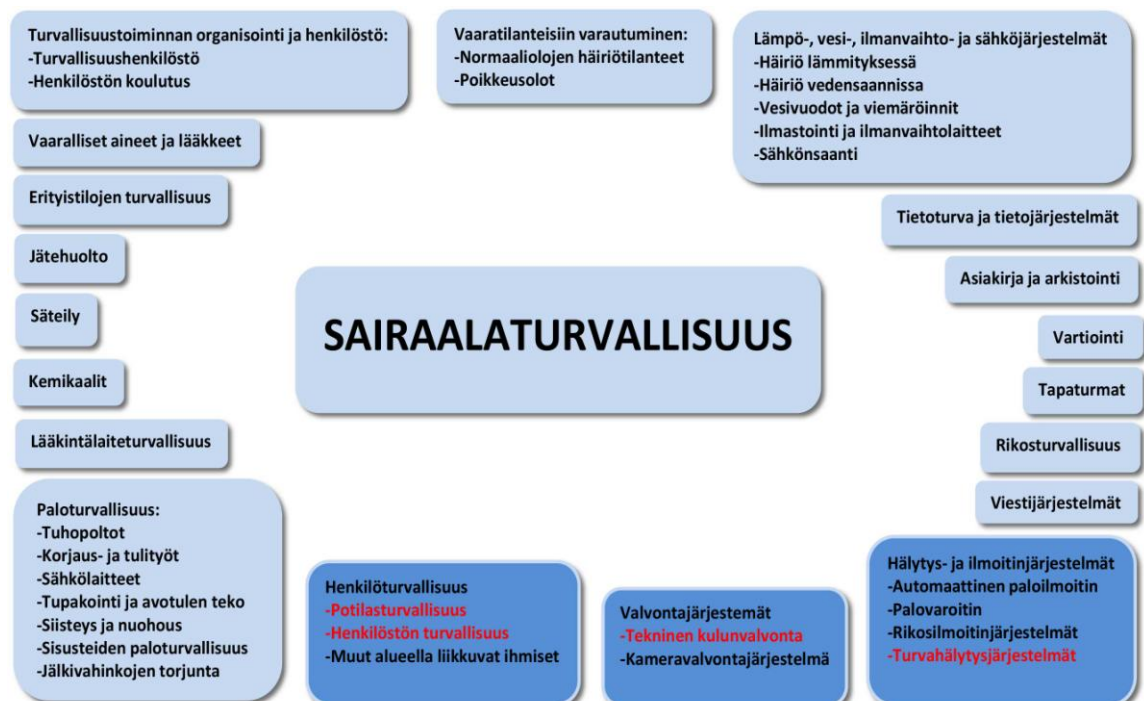 Turvallisuustoiminnan organisointi ja henkilöstö:
-Turvallisuushenkilöstö
-Henkilöstön koulutus
Vaaratilanteisiin varautuminen:
-Normaaliolojen häiriötilanteet
-Poikkeusolot
Lämpö-, vesi-, ilmanvaihto- ja sähköjärjestelmät
-Häiriö lämmityksessä
-Häiriö vedensaannissa
-Vesivuodot ja viemäröinnit
-Ilmastointi ja ilmanvaihtolaitteet
-Sähkönsaanti
Vaaralliset aineet ja lääkkeet
Erityistilojen turvallisuus
Jätehuolto
Säteily
Kemikaalit
Lääkintälaiteturvallisuus
SAIRAALATURVALLISUUS
Tietoturva ja tietojärjestelmät
Asiakirja ja arkistointi
Vartiointi
Tapaturmat
Rikosturvallisuus
Viestijärjestelmät
Paloturvallisuus:
-Tuhopoltot
-Korjaus- ja tulityöt
-Sähkölaitteet
-Tupakointi ja avotulen teko
-Siisteys ja nuohous
-Sisusteiden paloturvallisuus
-Jälkivahinkojen torjunta
Henkilöturvallisuus
-Potilasturvallisuus
-Henkilöstön turvallisuus
-Muut alueella liikkuvat ihmiset
Valvontajärjestemät
-Tekninen kulunvalvonta
-Kameravalvontajärjestelmä
Hälytys- ja ilmoitinjärjestelmät
-Automaattinen paloilmoitin
-Palovaroitin
-Rikosilmoitinjärjestelmät
-Turvahälytysjärjestelmät